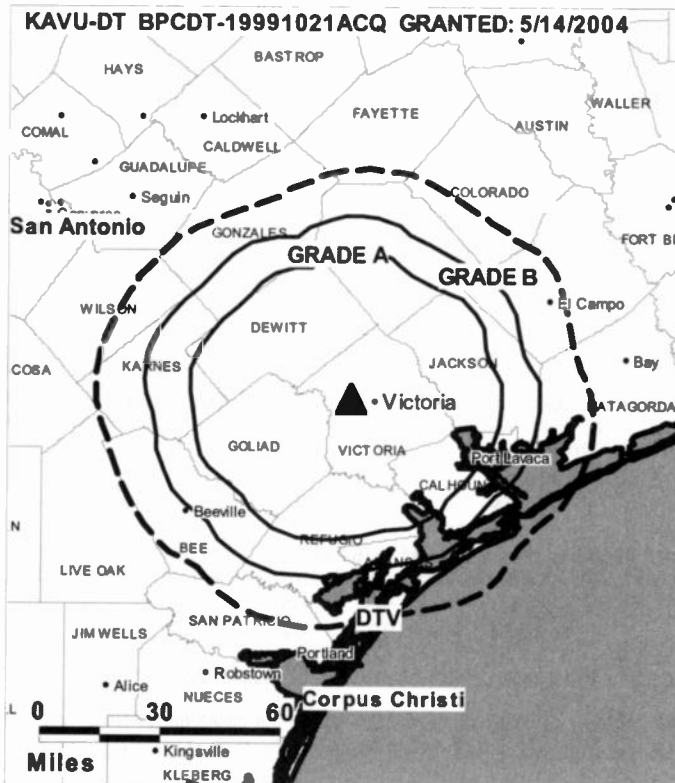 KAVU-DT BPCDT-19991021ACQ GRANTED: 5/14/2004
BASTROP
HAYS
WALLER
Lockhart
FAYETTE
AUSTIN
COMAL
CALDWELL
GUADALUPE
Seguin
COLORADO
San Antonio
GONZALES
FORT BE
GRADE A
GRADE B
WILSON
El Campo
DEWITT
KARNES
JACKSON
Bay
COSA
Victoria
MATAGORDA
GOLIAD
VICTORIA
Port Lavaca
CALHOUN
Beeville
N
REFUGIO
BEE
LIVE OAK
SAN PATRICIO
DTV
JIM WELLS
Portland
Robstown
Alice
NUECES
Corpus Christi
0 30 60
Kingsville
Miles
KLEBERG